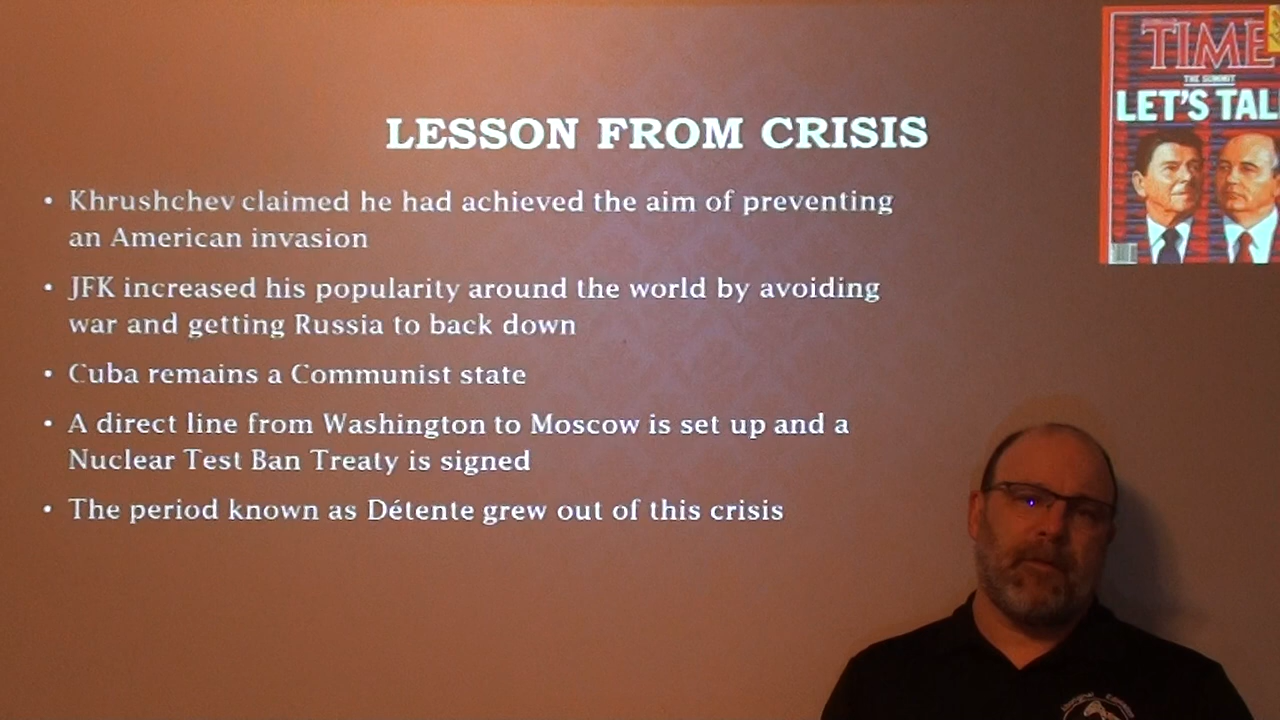 TIME
THE SUMMIT
LET'S TAL
LESSON FROM CRISIS
• Khrushchev claimed he had achieved the aim of preventing
an American invasion
• JFK increased his popularity around the world by avoiding
war and getting Russia to back down
• Cuba remains a Communist state
• A direct line from Washington to Moscow is set up and a
Nuclear Test Ban Treaty is signed
• The period known as Détente grew out of this crisis